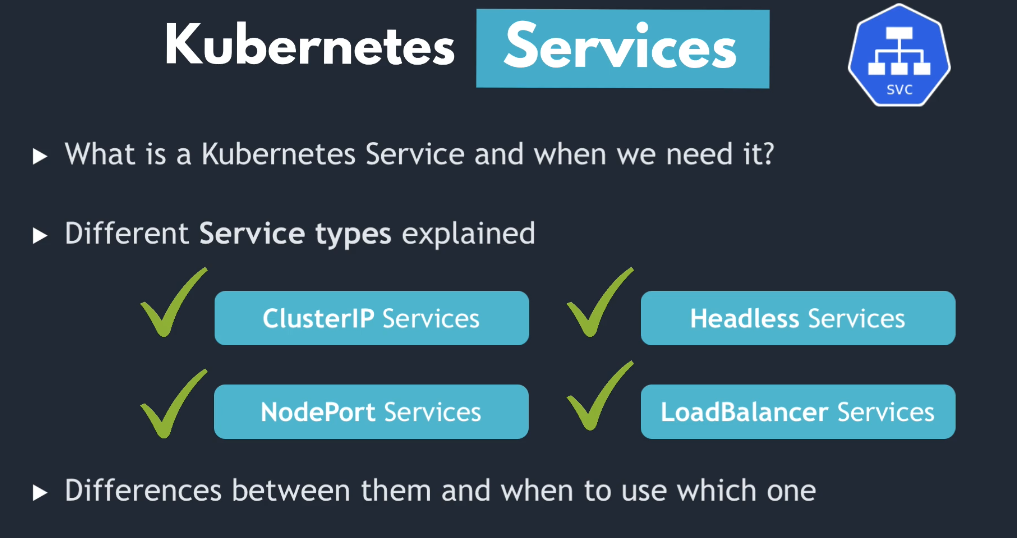 Kubernetes Services
svc
What is a Kubernetes Service and when we need it?
Different Service types explained
ClusterIP Services
Headless Services
NodePort Services
LoadBalancer Services
Differences between them and when to use which one